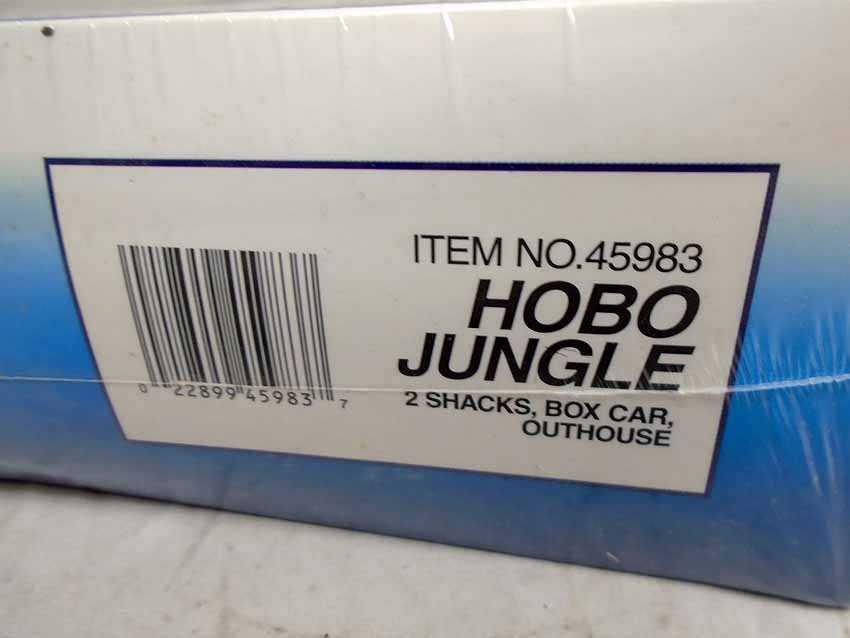 ITEM NO.45983
HOBO
JUNGLE
2 SHACKS, BOX CAR,
OUTHOUSE
0 22899 45983 7